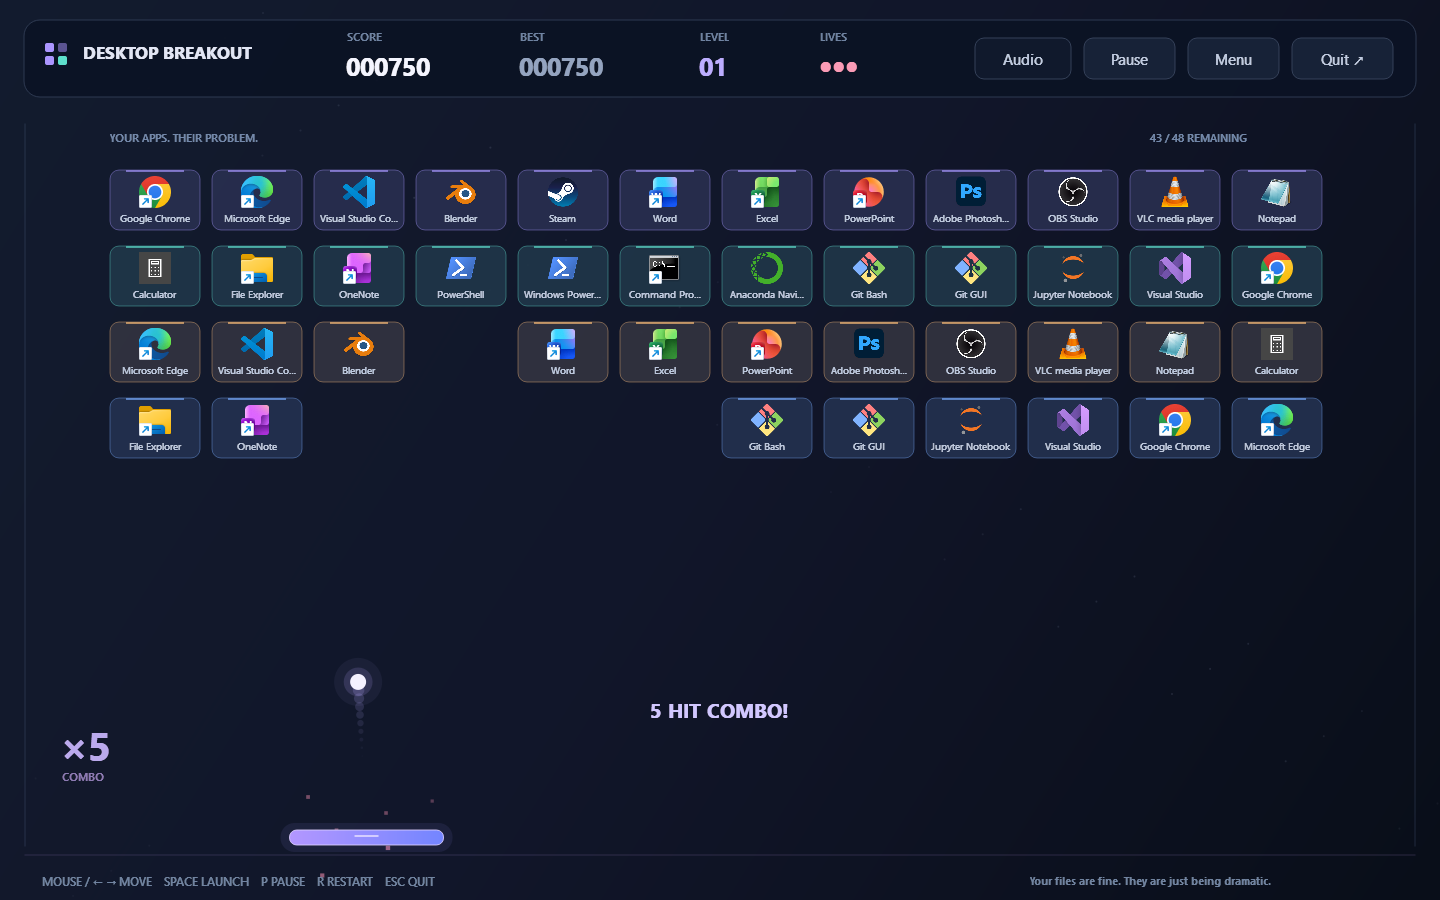 DESKTOP BREAKOUT
SCORE
000750
BEST
000750
LEVEL
01
LIVES
Audio
Pause
Menu
Quit ↗
YOUR APPS. THEIR PROBLEM.
43 / 48 REMAINING
Google Chrome
Microsoft Edge
Visual Studio Co...
Blender
Steam
Word
Excel
PowerPoint
Ps
Adobe Photosh...
OBS Studio
VLC media player
Notepad
Calculator
File Explorer
OneNote
PowerShell
Windows Power...
C:\
Command Pro...
Anaconda Navi...
Git Bash
Git GUI
Jupyter Notebook
Visual Studio
Google Chrome
Microsoft Edge
Visual Studio Co...
Blender
Word
Excel
PowerPoint
Ps
Adobe Photosh...
OBS Studio
VLC media player
Notepad
Calculator
File Explorer
OneNote
Git Bash
Git GUI
Jupyter Notebook
Visual Studio
Google Chrome
Microsoft Edge
5 HIT COMBO!
×5
COMBO
MOUSE / ← → MOVE SPACE LAUNCH P PAUSE R RESTART ESC QUIT
Your files are fine. They are just being dramatic.